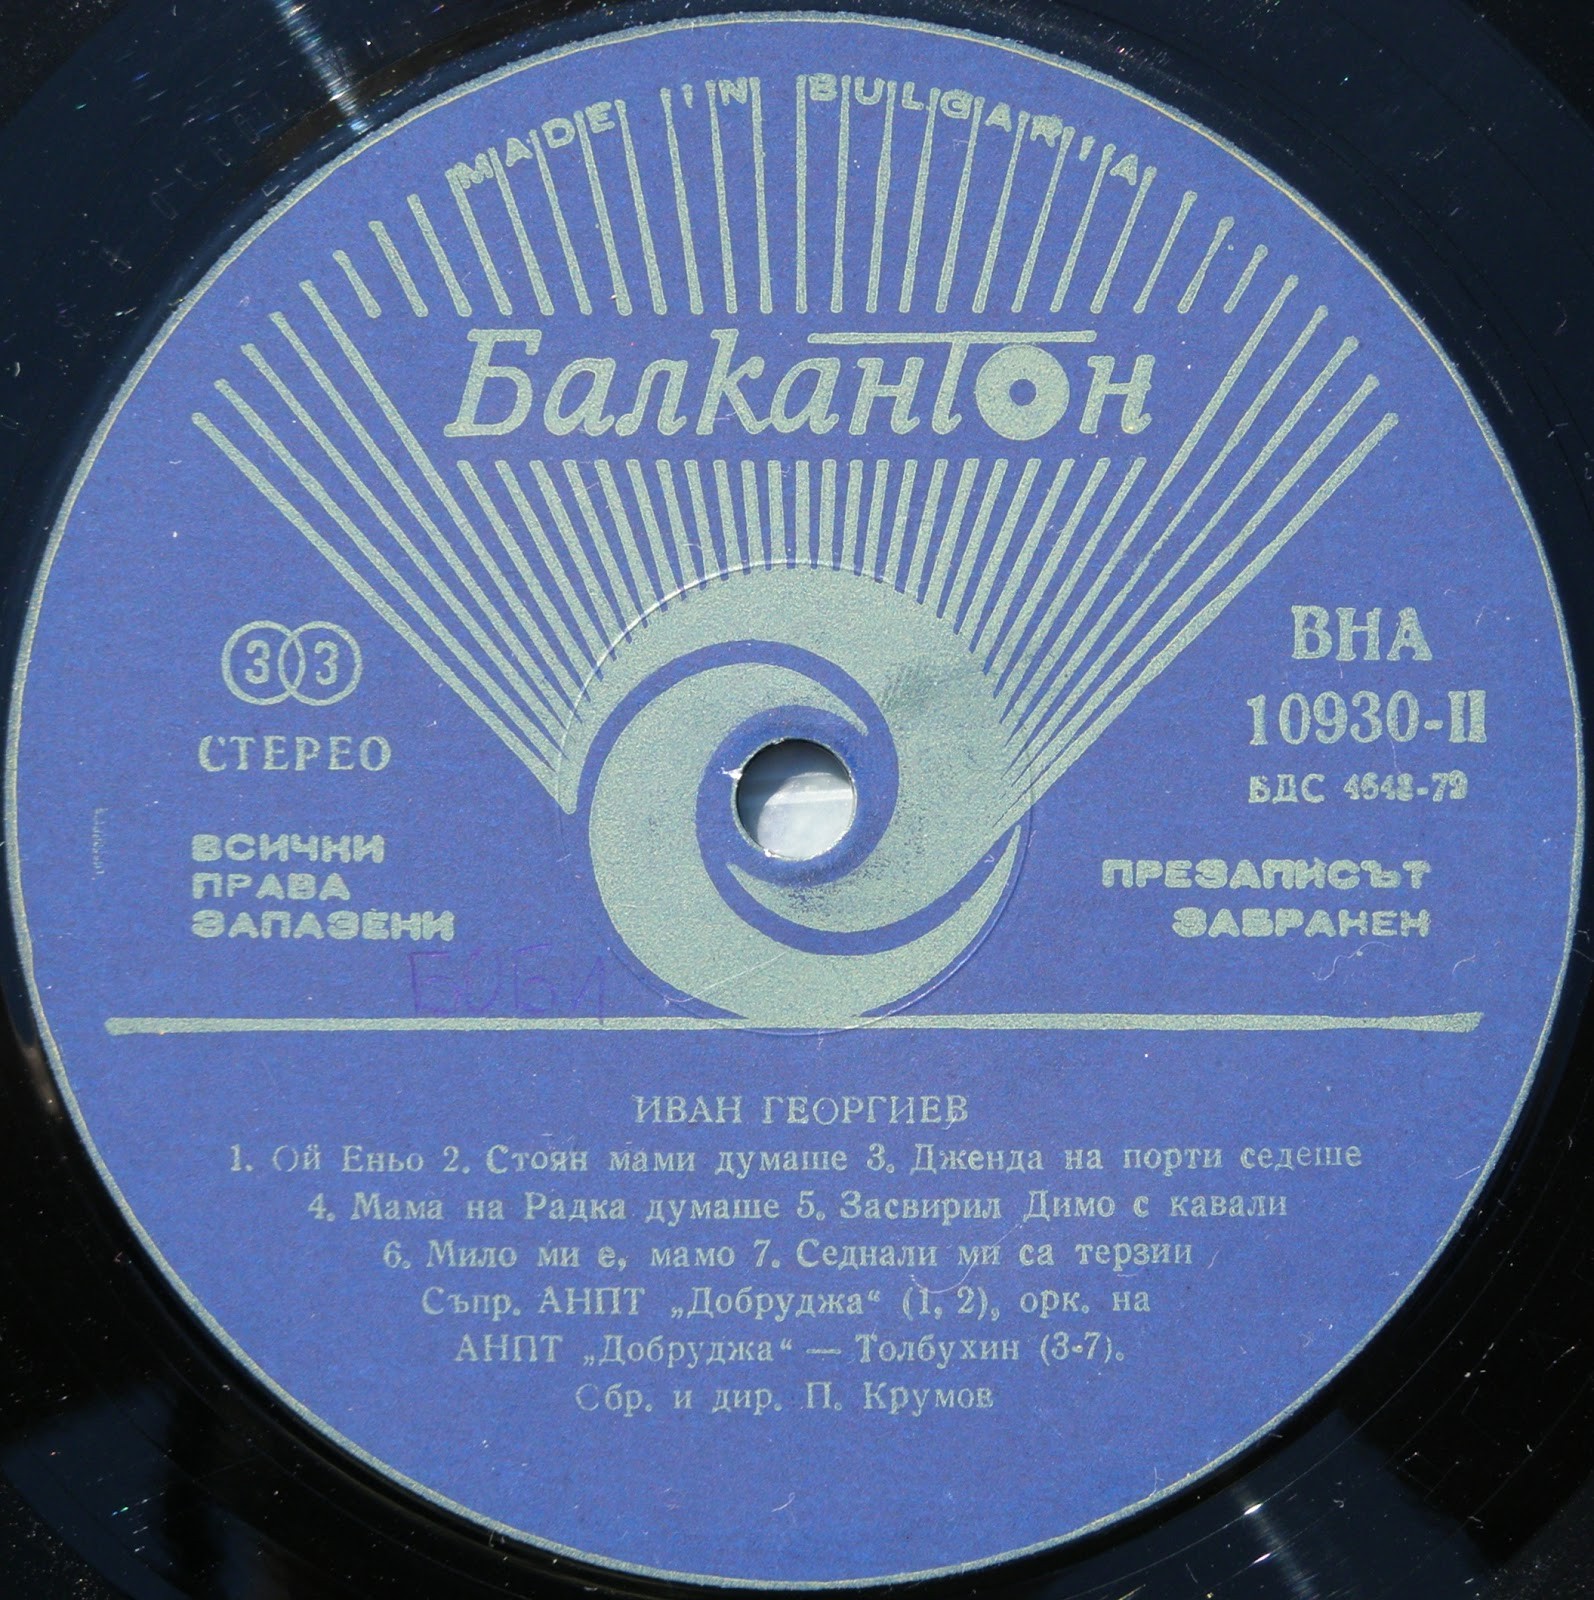 MADE IN BULGARIA
Балкантон
33
СТЕРЕО
ВСИЧКИ
ПРАВА
ЗАПАЗЕНИ
ВНА
10930-II
БДС 4648-79
ПРЕЗАПИСЪТ
ЗАБРАНЕН
БОБИ
ИВАН ГЕОРГИЕВ
1. Ой Еньо 2. Стоян мами думаше 3. Дженда на порти седеше
4. Мама на Радка думаше 5. Засвирил Димо с кавали
6. Мило ми е, мамо 7. Седнали ми са терзии
Съпр. АНПТ „Добруджа“ (1, 2), орк. на
АНПТ „Добруджа“ — Толбухин (3-7).
Обр. и дир. П. Крумов